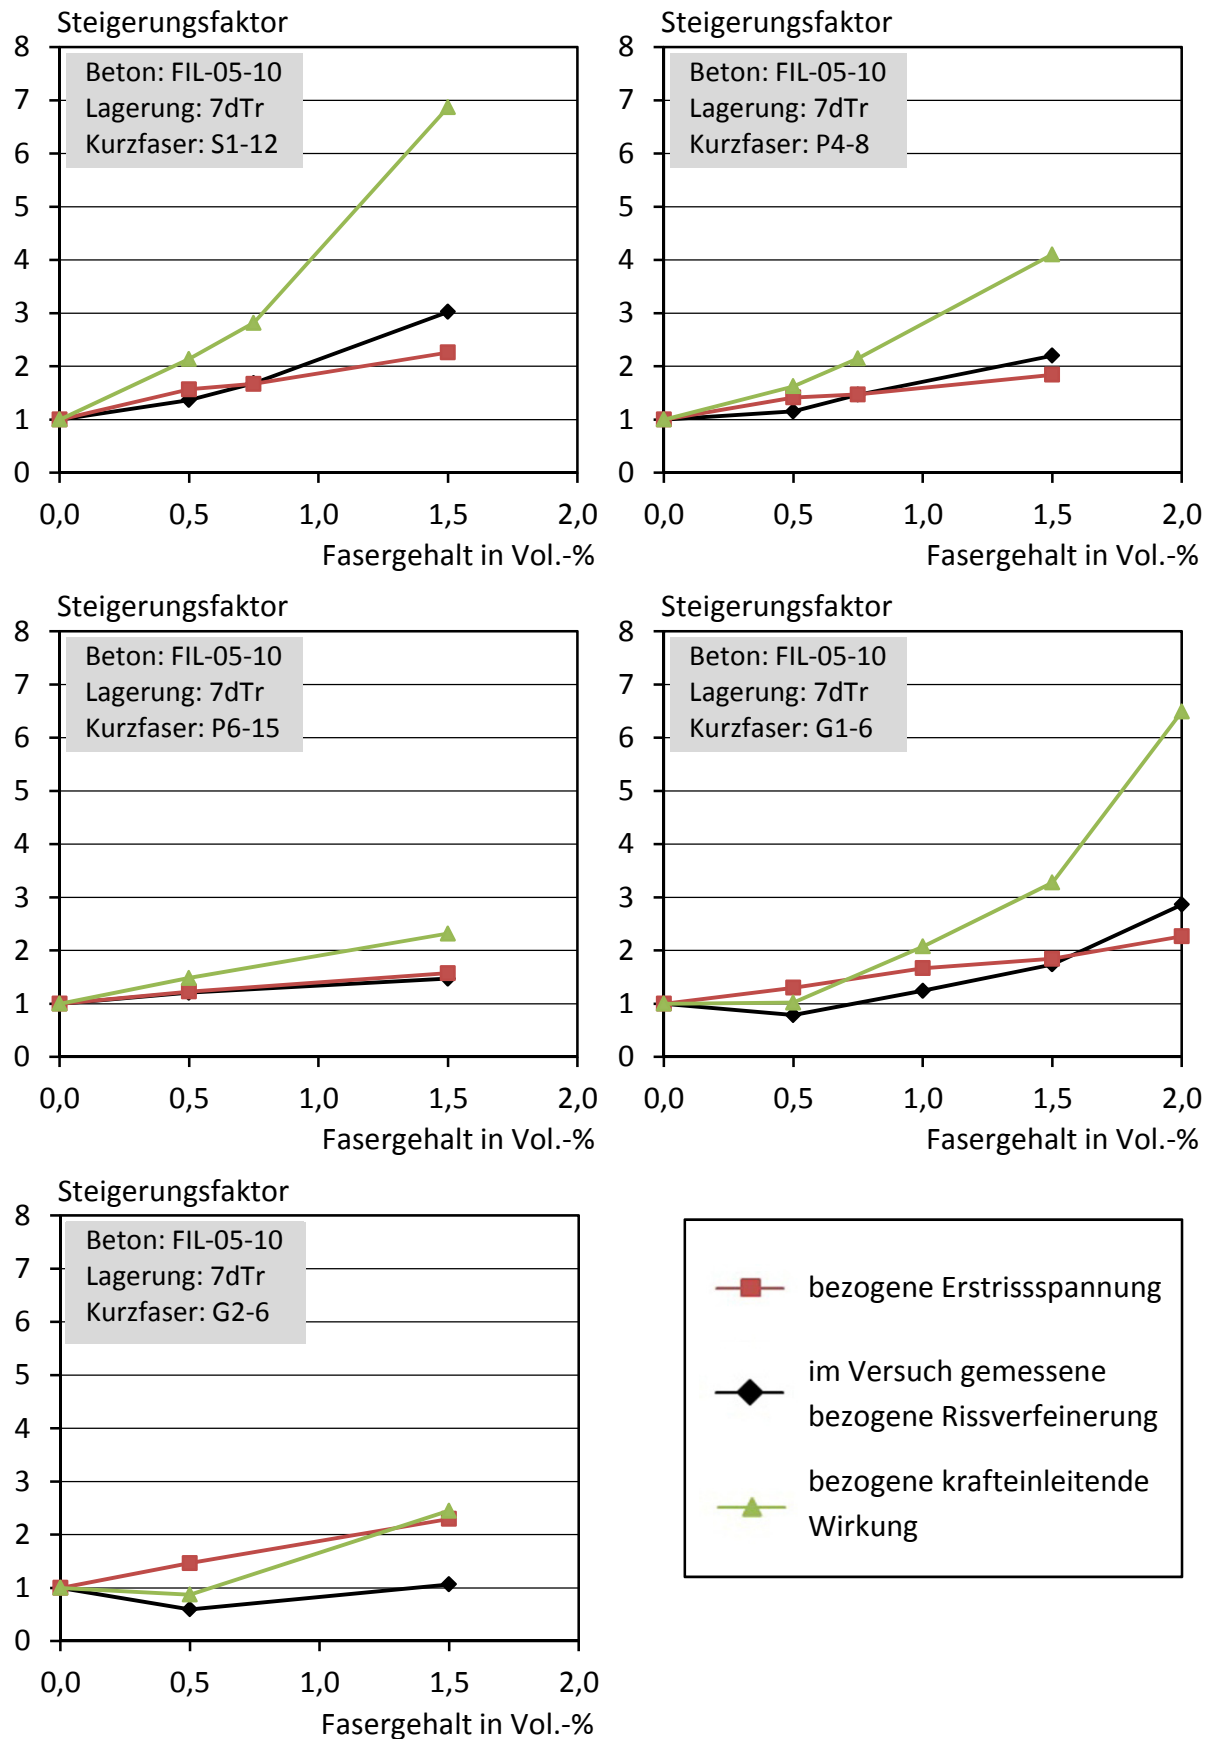 Steigerungsfaktor
8
7
6
5
4
3
2
1
0
Beton: FIL-05-10
Lagerung: 7dTr
Kurzfaser: S1-12
0,0 0,5 1,0 1,5 2,0
Fasergehalt in Vol.-%
Steigerungsfaktor
8
7
6
5
4
3
2
1
0
Beton: FIL-05-10
Lagerung: 7dTr
Kurzfaser: P4-8
0,0 0,5 1,0 1,5 2,0
Fasergehalt in Vol.-%
Steigerungsfaktor
8
7
6
5
4
3
2
1
0
Beton: FIL-05-10
Lagerung: 7dTr
Kurzfaser: P6-15
0,0 0,5 1,0 1,5 2,0
Fasergehalt in Vol.-%
Steigerungsfaktor
8
7
6
5
4
3
2
1
0
Beton: FIL-05-10
Lagerung: 7dTr
Kurzfaser: G1-6
0,0 0,5 1,0 1,5 2,0
Fasergehalt in Vol.-%
Steigerungsfaktor
8
7
6
5
4
3
2
1
0
Beton: FIL-05-10
Lagerung: 7dTr
Kurzfaser: G2-6
0,0 0,5 1,0 1,5 2,0
Fasergehalt in Vol.-%
bezogene Erstrissspannung
im Versuch gemessene
bezogene Rissverfeinerung
bezogene krafteinleitende
Wirkung